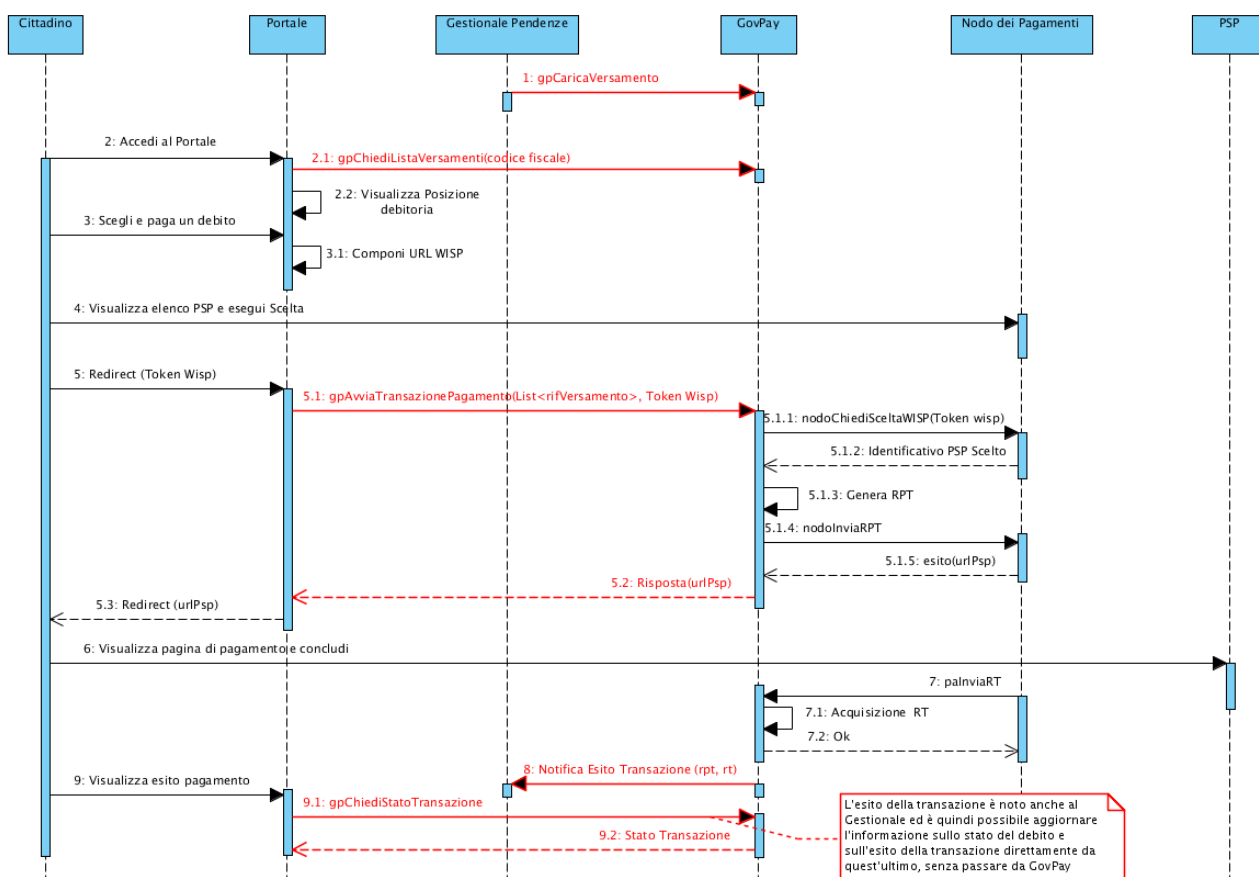 Cittadino
Portale
Gestionale Pendenze
GovPay
Nodo dei Pagamenti
PSP
1: gpCaricaVersamento
2: Accedi al Portale
2.1: gpChiediListaVersamenti(codice fiscale)
2.2: Visualizza Posizione
debitoria
3: Scegli e paga un debito
3.1: Componi URL WISP
4: Visualizza elenco PSP e esegui Scelta
5: Redirect (Token Wisp)
5.1: gpAvviaTransazionePagamento(List<rifVersamento>, Token Wisp)
5.1.1: nodoChiediSceltaWISP(Token wisp)
5.1.2: Identificativo PSP Scelto
5.1.3: Genera RPT
5.1.4: nodoInviaRPT
5.1.5: esito(urlPsp)
5.2: Risposta(urlPsp)
5.3: Redirect (urlPsp)
6: Visualizza pagina di pagamento e concludi
7: paInviaRT
7.1: Acquisizione RT
7.2: Ok
8: Notifica Esito Transazione (rpt, rt)
9: Visualizza esito pagamento
9.1: gpChiediStatoTransazione
9.2: Stato Transazione
L'esito della transazione è noto anche al
Gestionale ed è quindi possibile aggiornare
l'informazione sullo stato del debito e
sull'esito della transazione direttamente da
quest'ultimo, senza passare da GovPay